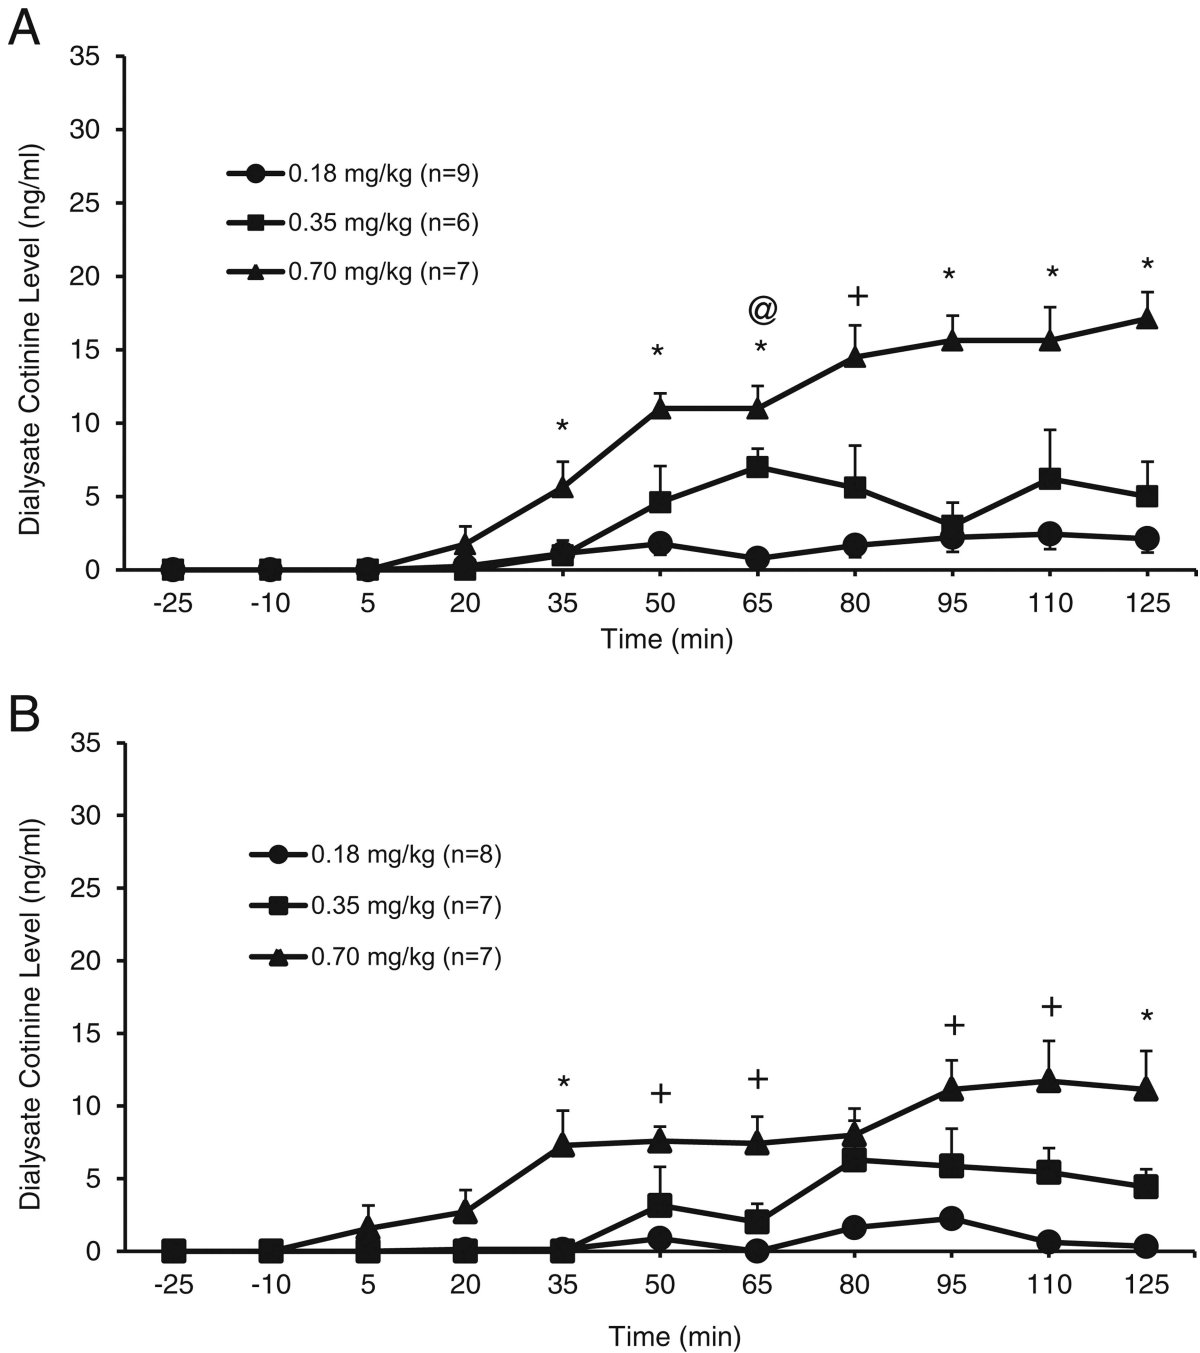 A
35
30
25
20
15
10
5
0
Dialysate Cotinine Level (ng/ml)
0.18 mg/kg (n=9)
0.35 mg/kg (n=6)
0.70 mg/kg (n=7)
* * @ * + * * *
-25 -10 5 20 35 50 65 80 95 110 125
Time (min)
B
35
30
25
20
15
10
5
0
Dialysate Cotinine Level (ng/ml)
0.18 mg/kg (n=8)
0.35 mg/kg (n=7)
0.70 mg/kg (n=7)
* + + + + *
-25 -10 5 20 35 50 65 80 95 110 125
Time (min)